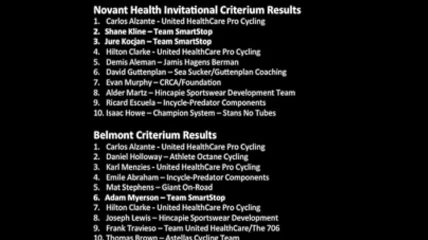 Novant Health Invitational Criterium Results
1. Carlos Alzante - United HealthCare Pro Cycling
2. Shane Kline – Team SmartStop
3. Jure Kocjan – Team SmartStop
4. Hilton Clarke - United HealthCare Pro Cycling
5. Demis Aleman – Jamis Hagens Berman
6. David Guttenplan – Sea Sucker/Guttenplan Coaching
7. Evan Murphy – CRCA/Foundation
8. Alder Martz – Hincapie Sportswear Development Team
9. Ricard Escuela – Incycle-Predator Components
10. Isaac Howe – Champion System – Stans No Tubes
Belmont Criterium Results
1. Carlos Alzante - United HealthCare Pro Cycling
2. Daniel Holloway – Athlete Octane Cycling
3. Karl Menzies - United HealthCare Pro Cycling
4. Emile Abraham – Incycle-Predator Components
5. Mat Stephens – Giant On-Road
6. Adam Myerson – Team SmartStop
7. Hilton Clarke - United HealthCare Pro Cycling
8. Joseph Lewis – Hincapie Sportswear Development
9. Frank Travieso – Team United HealthCare/The 706
10. Thomas Brown – Astellas Cycling Team